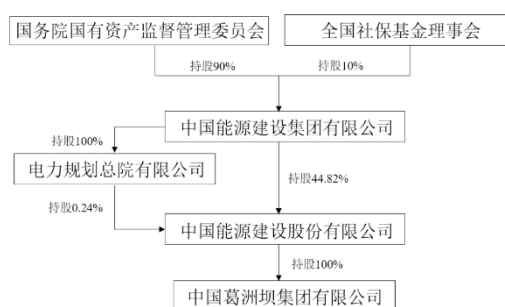 国务院国有资产监督管理委员会
全国社保基金理事会
持股90%
持股10%
中国能源建设集团有限公司
持股100%
电力规划总院有限公司
持股44.82%
持股0.24%
中国能源建设股份有限公司
持股100%
中国葛洲坝集团有限公司